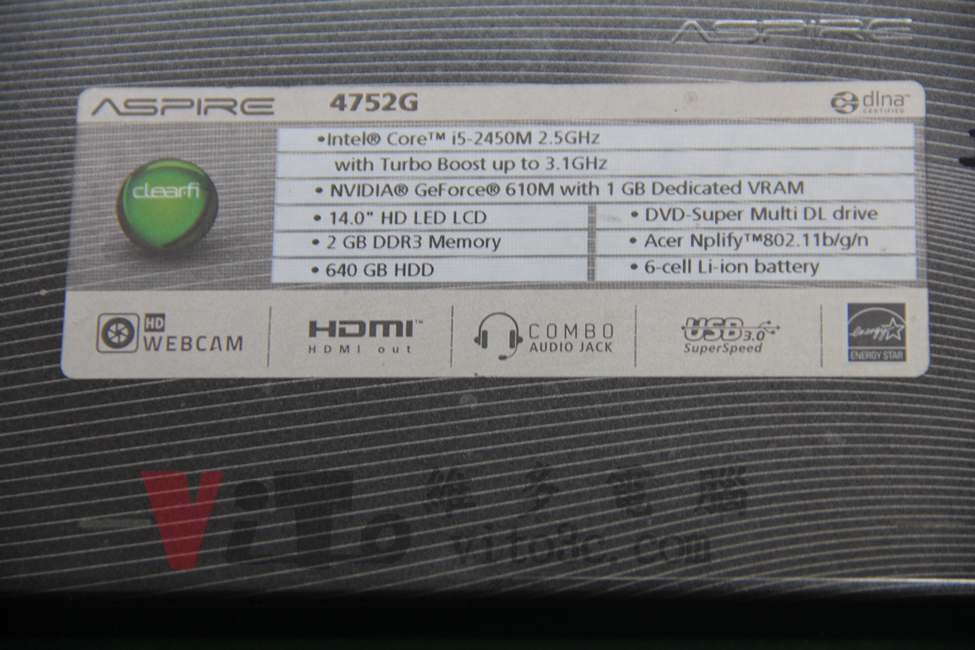 ASPIRE
ASPIRE 4752G dlna CERTIFIED
clear.fi
•Intel® Core™ i5-2450M 2.5GHz
with Turbo Boost up to 3.1GHz
• NVIDIA® GeForce® 610M with 1 GB Dedicated VRAM
• 14.0" HD LED LCD
• DVD-Super Multi DL drive
• 2 GB DDR3 Memory
• Acer Nplify™802.11b/g/n
• 640 GB HDD
• 6-cell Li-ion battery
HD
WEBCAM
HDMI™
HDMI out
COMBO
AUDIO JACK
USB 3.0
SuperSpeed
energy
ENERGY STAR
ViTo 維多電腦
vito8c.com